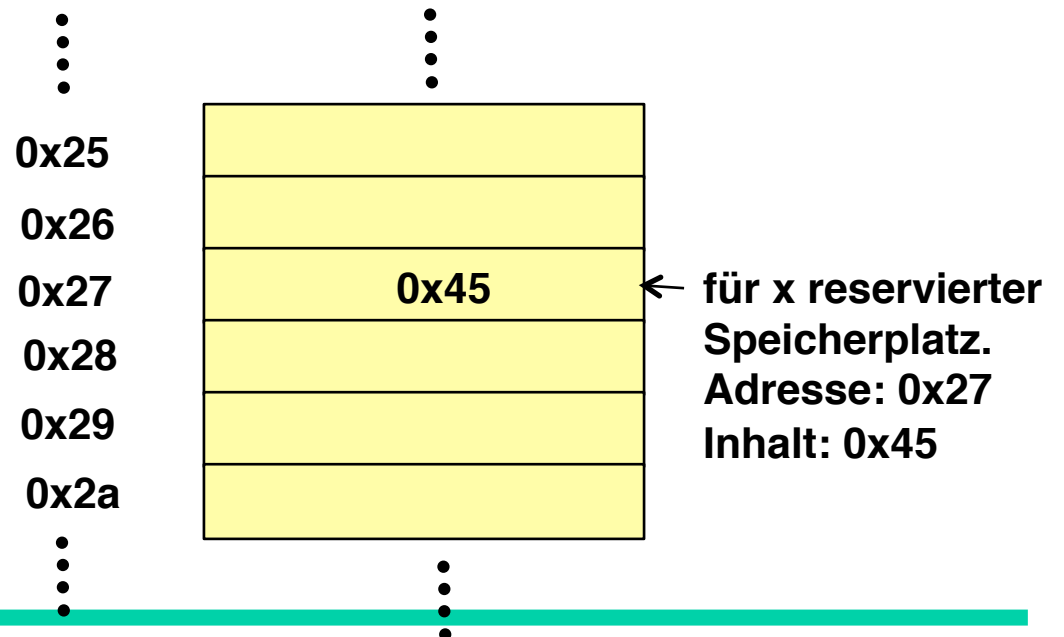 0x25
0x26
0x27
0x28
0x29
0x2a
0x45
für x reservierter
Speicherplatz.
Adresse: 0x27
Inhalt: 0x45